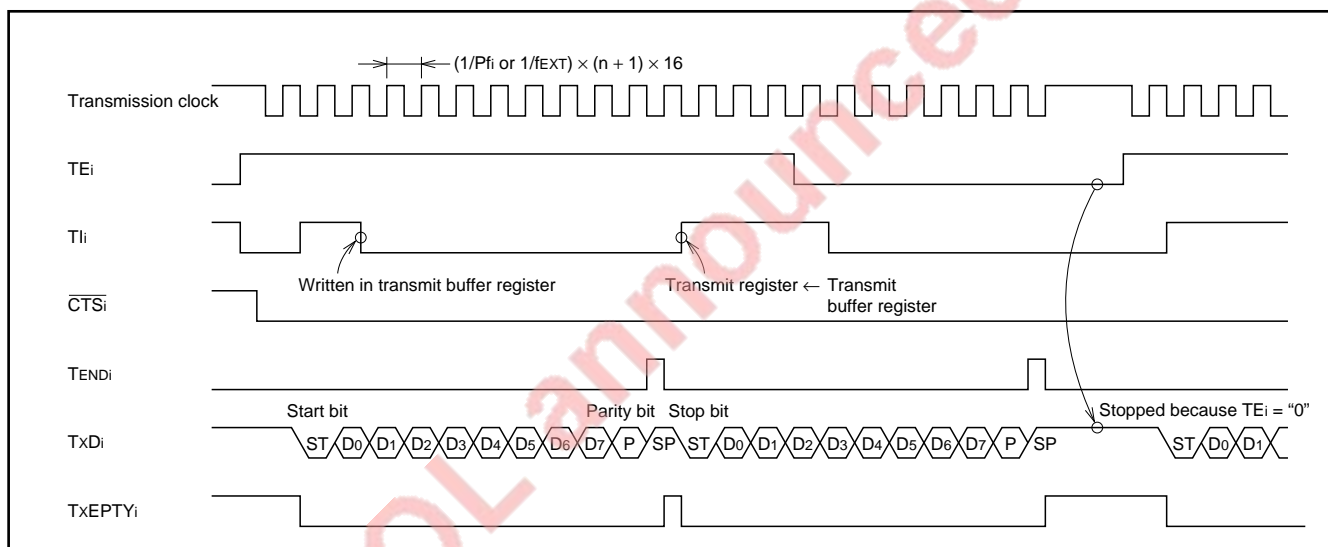 (1/Pfi or 1/fEXT) × (n + 1) × 16
Transmission clock
TEi
TIi
Written in transmit buffer register
Transmit register ← Transmit
buffer register
CTSi
TENDi
Start bit
Parity bit
Stop bit
Stopped because TEi = “0”
TxDi
ST D0 D1 D2 D3 D4 D5 D6 D7 P SP ST D0 D1 D2 D3 D4 D5 D6 D7 P SP ST D0 D1
TxEPTYi
OL announced